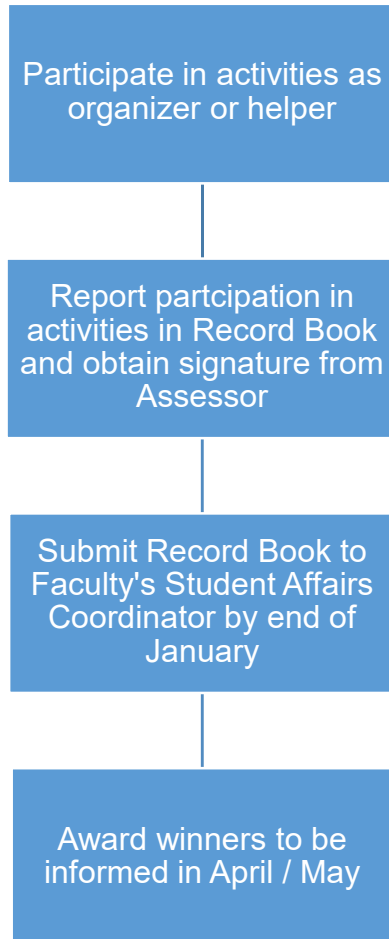 Participate in activities as
organizer or helper
Report partcipation in
activities in Record Book
and obtain signature from
Assessor
Submit Record Book to
Faculty's Student Affairs
Coordinator by end of
January
Award winners to be
informed in April / May